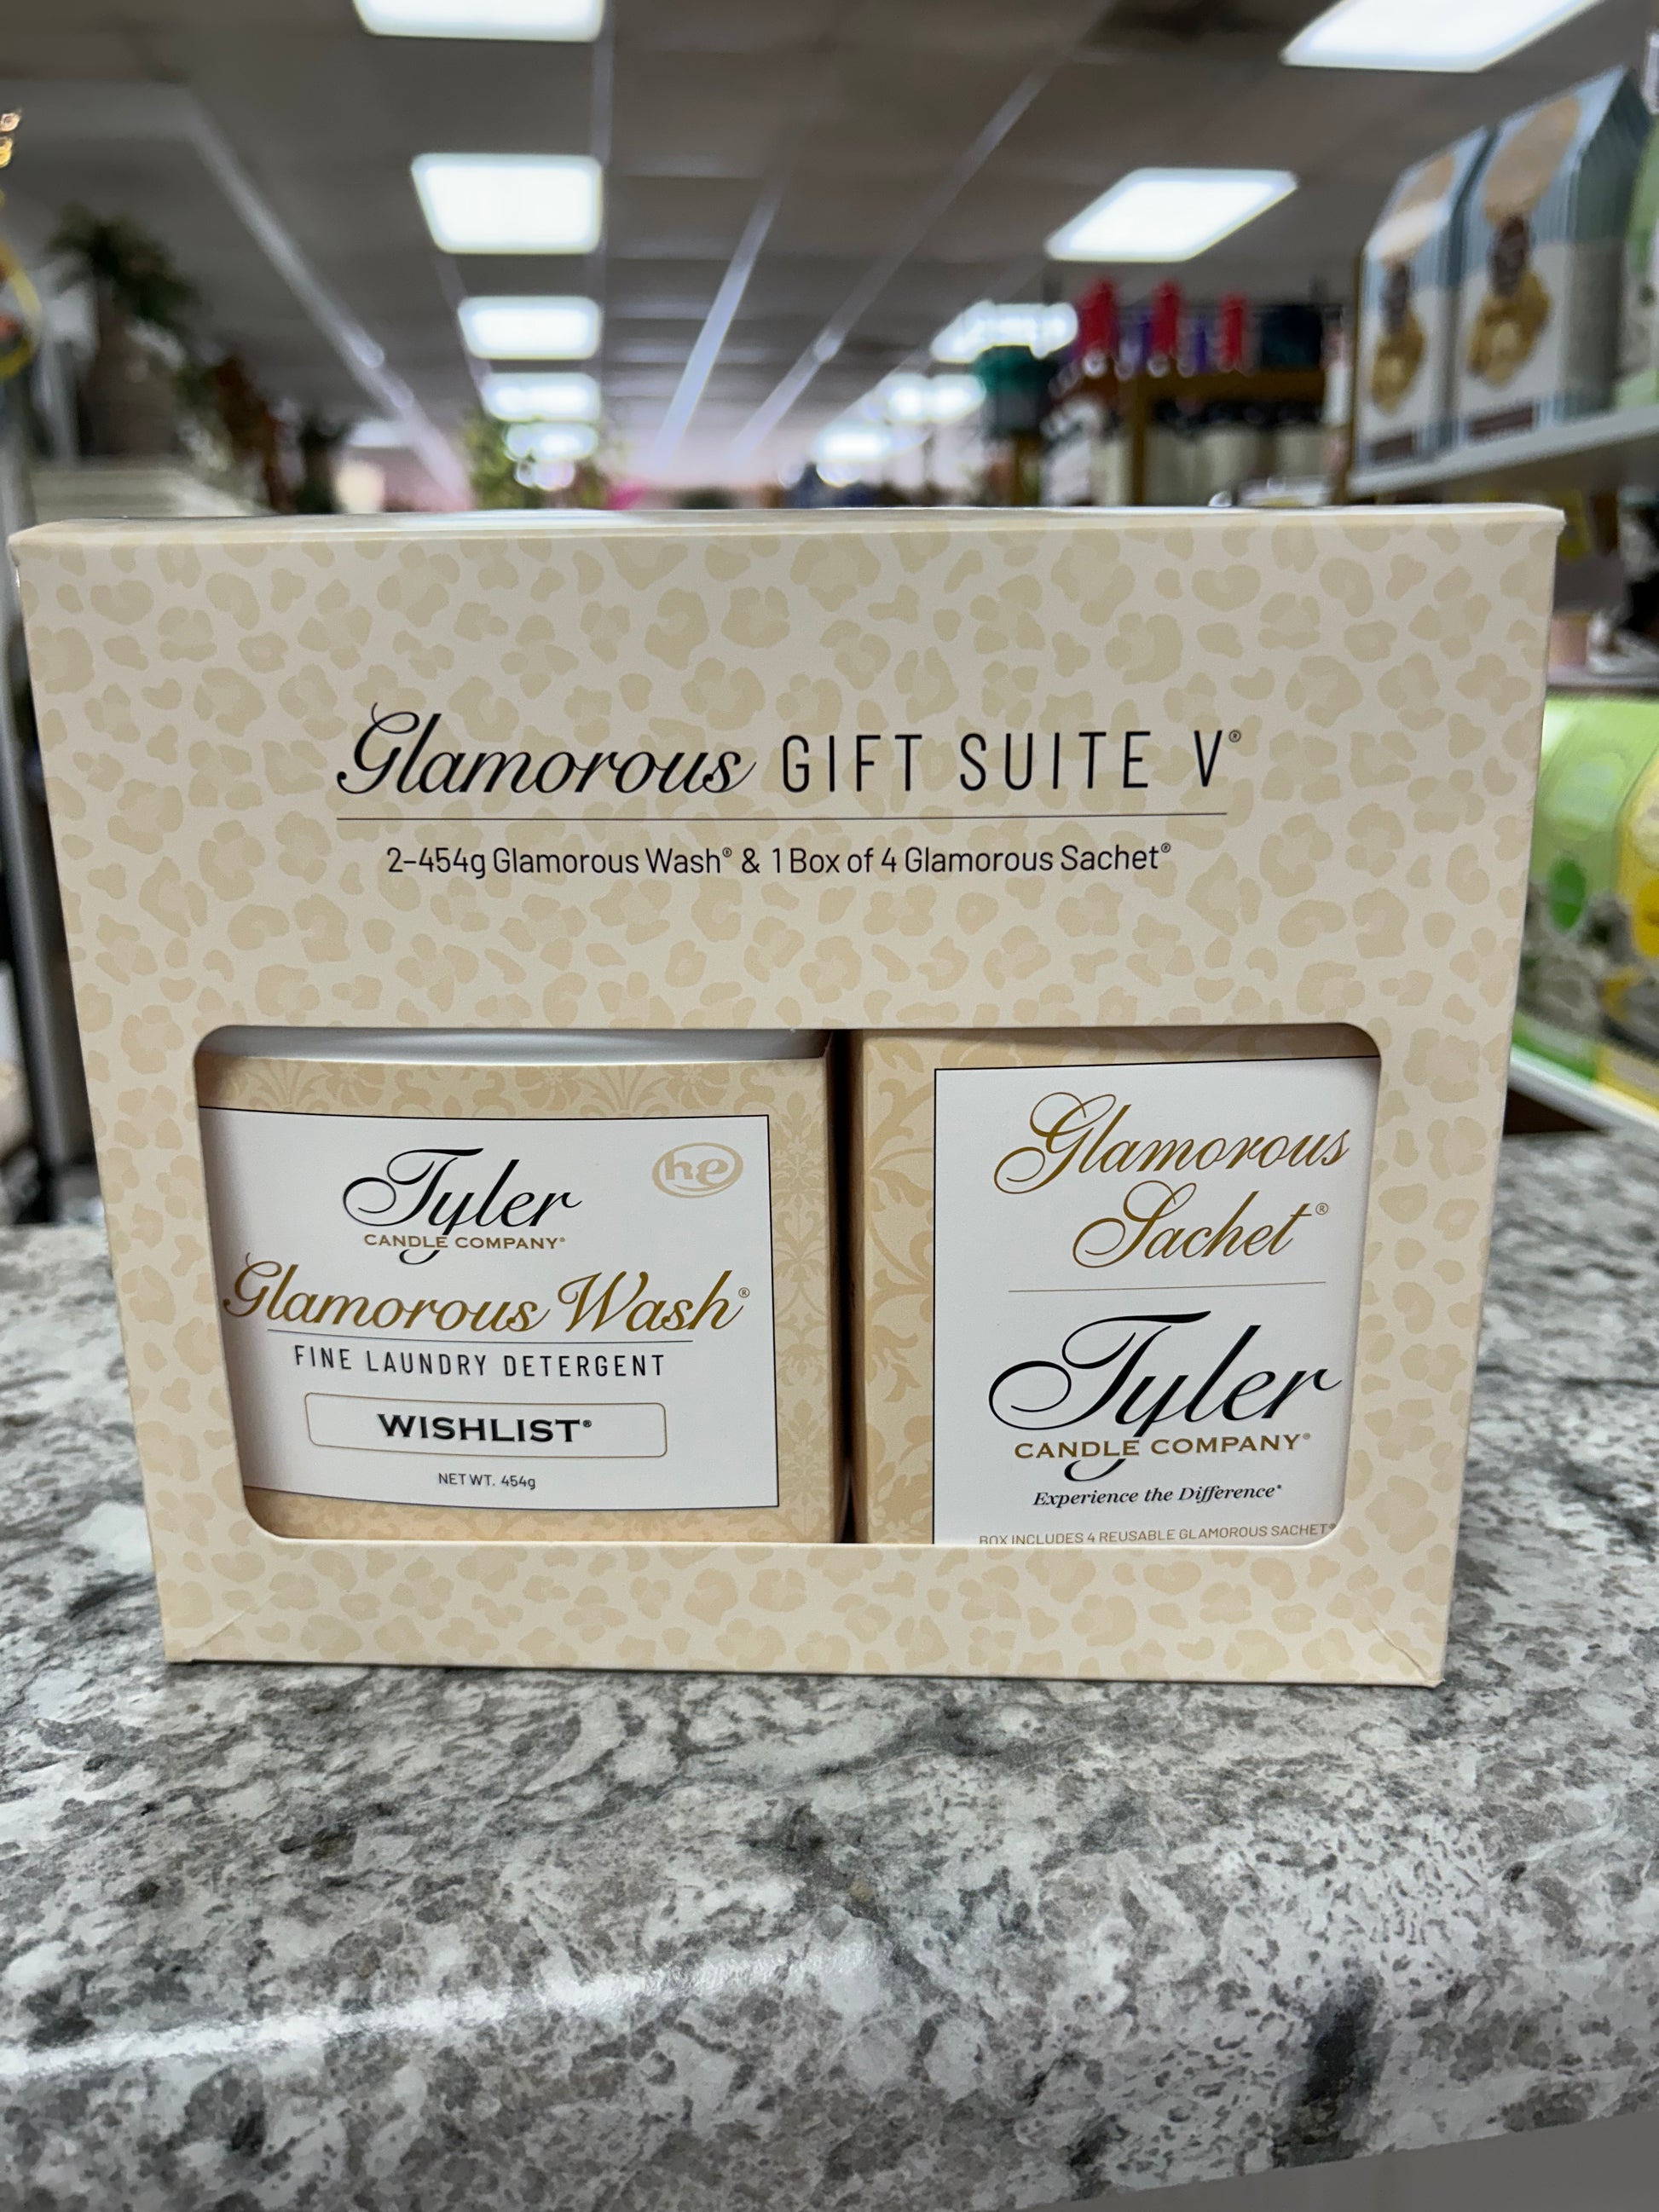 Glamorous GIFT SUITE V®
2–454g Glamorous Wash® & 1 Box of 4 Glamorous Sachet®
Tyler
CANDLE COMPANY®
he
Glamorous Wash®
FINE LAUNDRY DETERGENT
WISHLIST®
NET WT. 454g
Glamorous
Sachet®
Tyler
CANDLE COMPANY®
Experience the Difference®
BOX INCLUDES 4 REUSABLE GLAMOROUS SACHET®